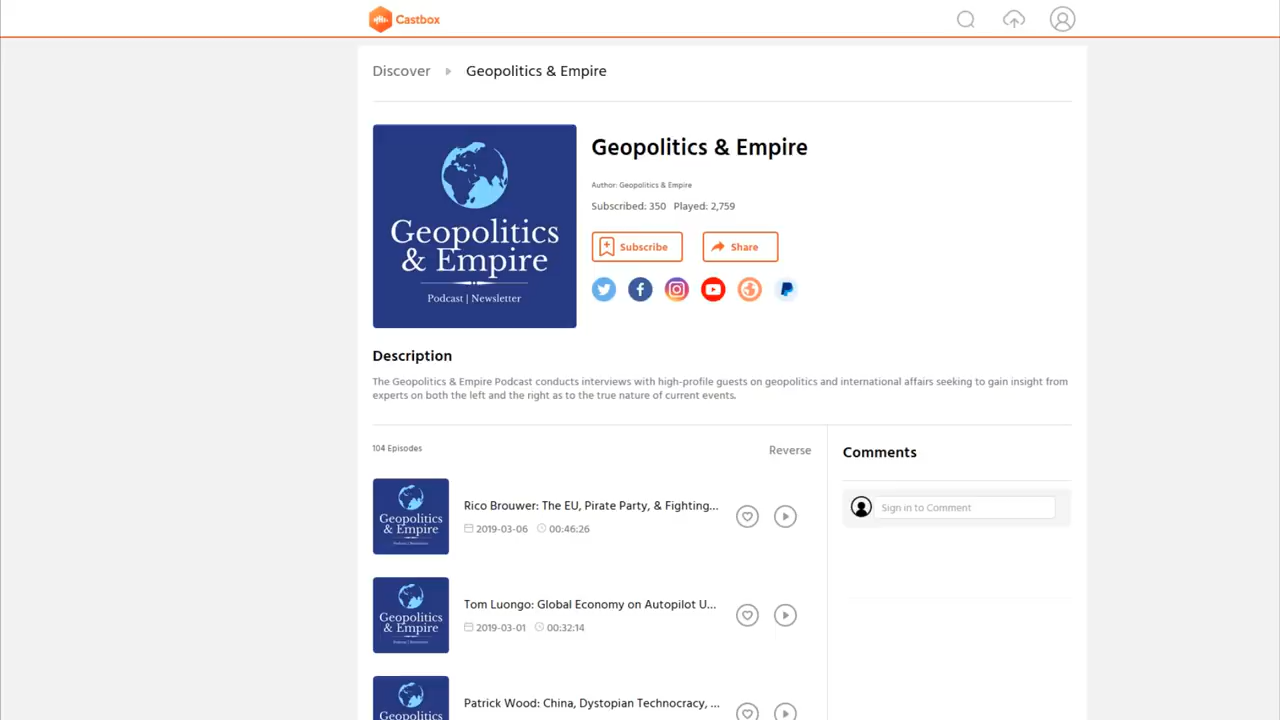 Castbox
Discover Geopolitics & Empire
Geopolitics
& Empire
Podcast | Newsletter
Geopolitics & Empire
Author: Geopolitics & Empire
Subscribed: 350 Played: 2,759
Subscribe Share
Description
The Geopolitics & Empire Podcast conducts interviews with high-profile guests on geopolitics and international affairs seeking to gain insight from
experts on both the left and the right as to the true nature of current events.
104 Episodes Reverse
Geopolitics
& Empire
Rico Brouwer: The EU, Pirate Party, & Fighting...
2019-03-06 00:46:26
Geopolitics
& Empire
Tom Luongo: Global Economy on Autopilot U...
2019-03-01 00:32:14
Geopolitics
Patrick Wood: China, Dystopian Technocracy, ...
Comments
Sign in to Comment